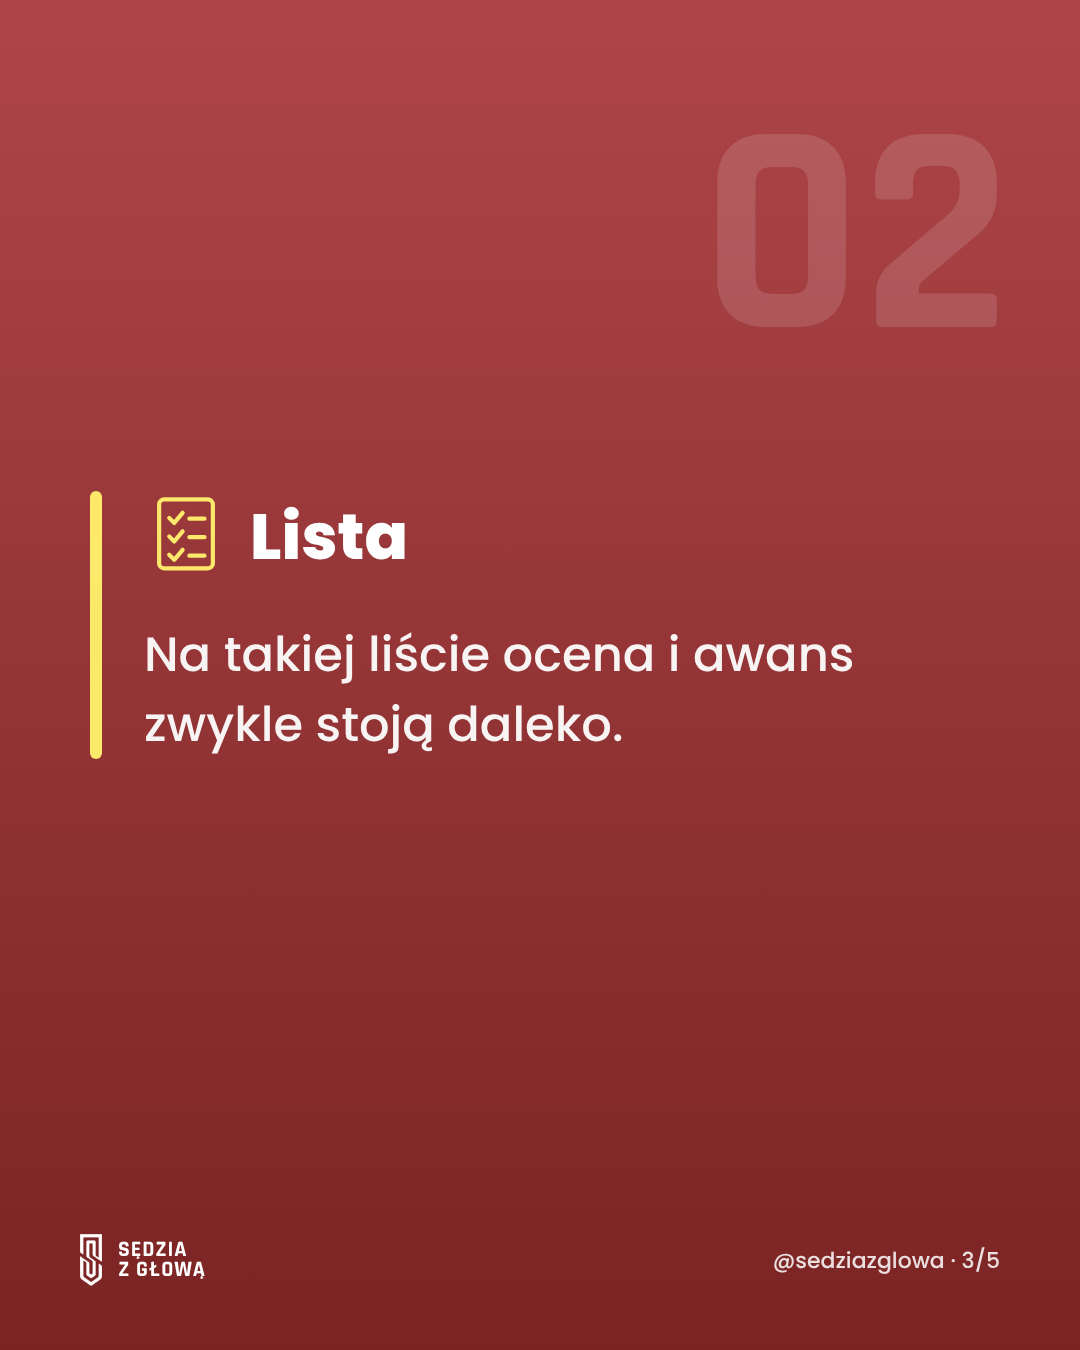 02
Lista
Na takiej liście ocena i awans
zwykle stoją daleko.
SĘDZIA
Z GŁOWĄ
@sedziazglowa · 3/5